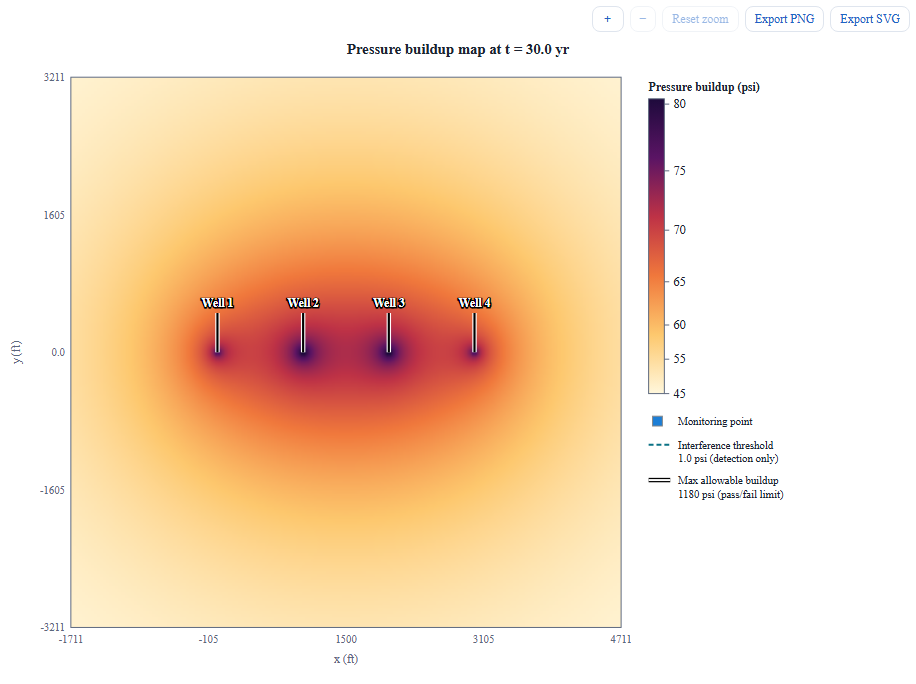 +
−
Reset zoom
Export PNG
Export SVG
Pressure buildup map at t = 30.0 yr
3211
1605
0.0
-1605
-3211
y (ft)
Well 1
Well 2
Well 3
Well 4
-1711
-105
1500
3105
4711
x (ft)
Pressure buildup (psi)
80
75
70
65
60
55
45
Monitoring point
Interference threshold
1.0 psi (detection only)
Max allowable buildup
1180 psi (pass/fail limit)